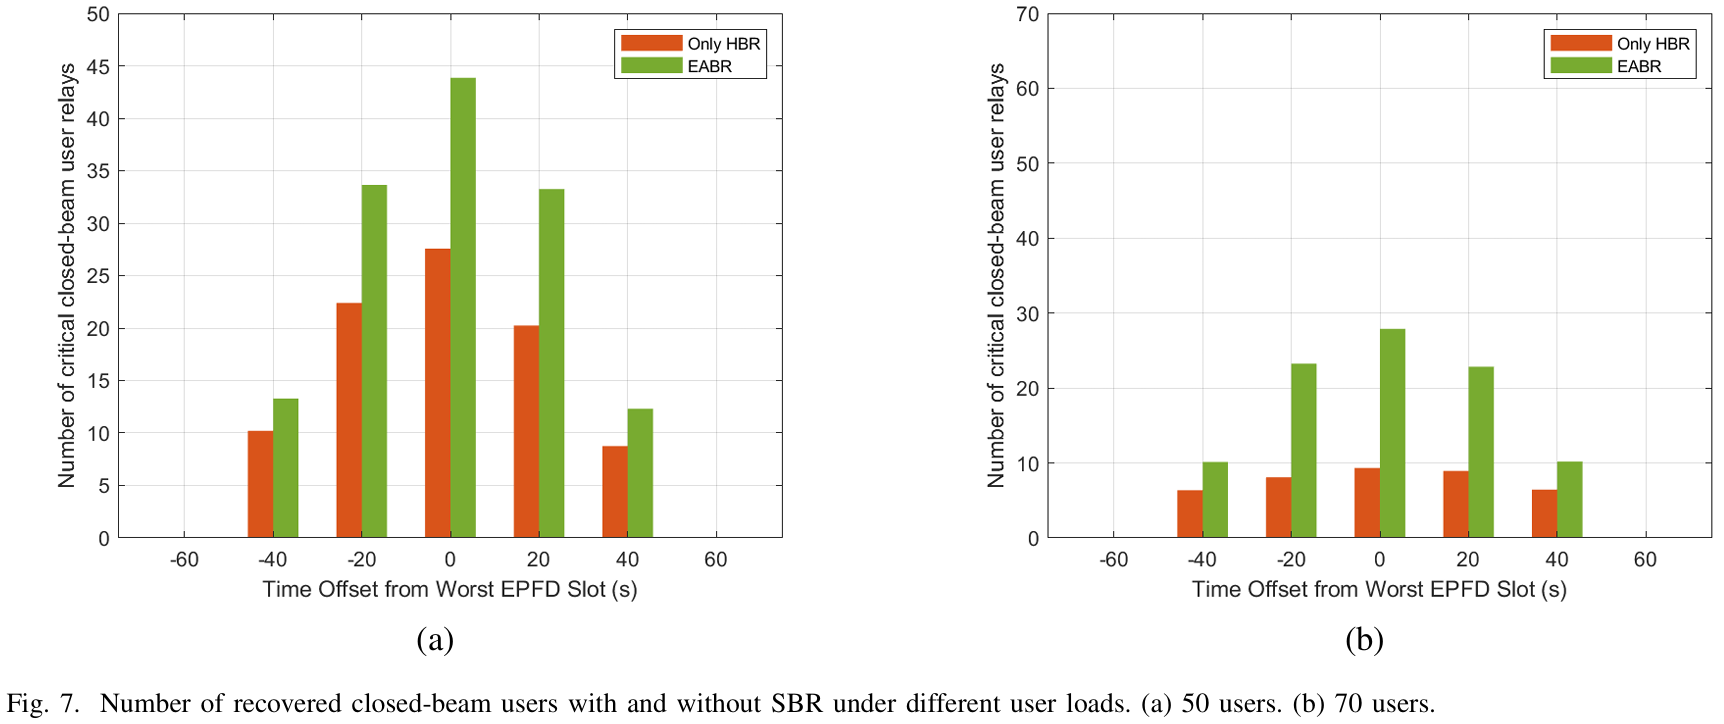 Number of critical closed-beam user relays
50
45
40
35
30
25
20
15
10
5
0
Only HBR
EABR
-60 -40 -20 0 20 40 60
Time Offset from Worst EPFD Slot (s)
(a)
Number of critical closed-beam user relays
70
60
50
40
30
20
10
0
Only HBR
EABR
-60 -40 -20 0 20 40 60
Time Offset from Worst EPFD Slot (s)
(b)
Fig. 7. Number of recovered closed-beam users with and without SBR under different user loads. (a) 50 users. (b) 70 users.